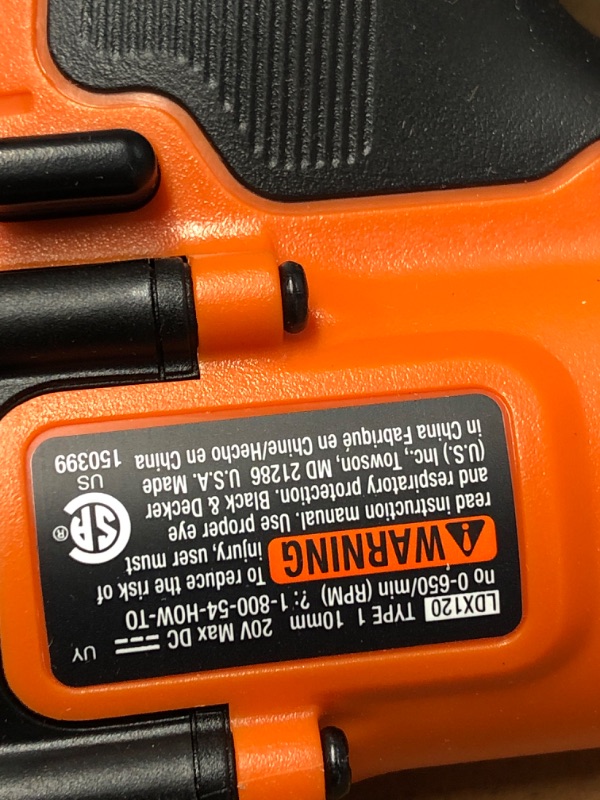 LDX120 TYPE 1 10mm 20V Max DC UY
no 0-650/min (RPM) ?: 1-800-54-HOW-TO
WARNING To reduce the risk of
injury, user must
read instruction manual. Use proper eye
and respiratory protection. Black & Decker
(U.S.) Inc., Towson, MD 21286 U.S.A. Made
in China Fabriqué en Chine/Hecho en China 150399
SA ®
US